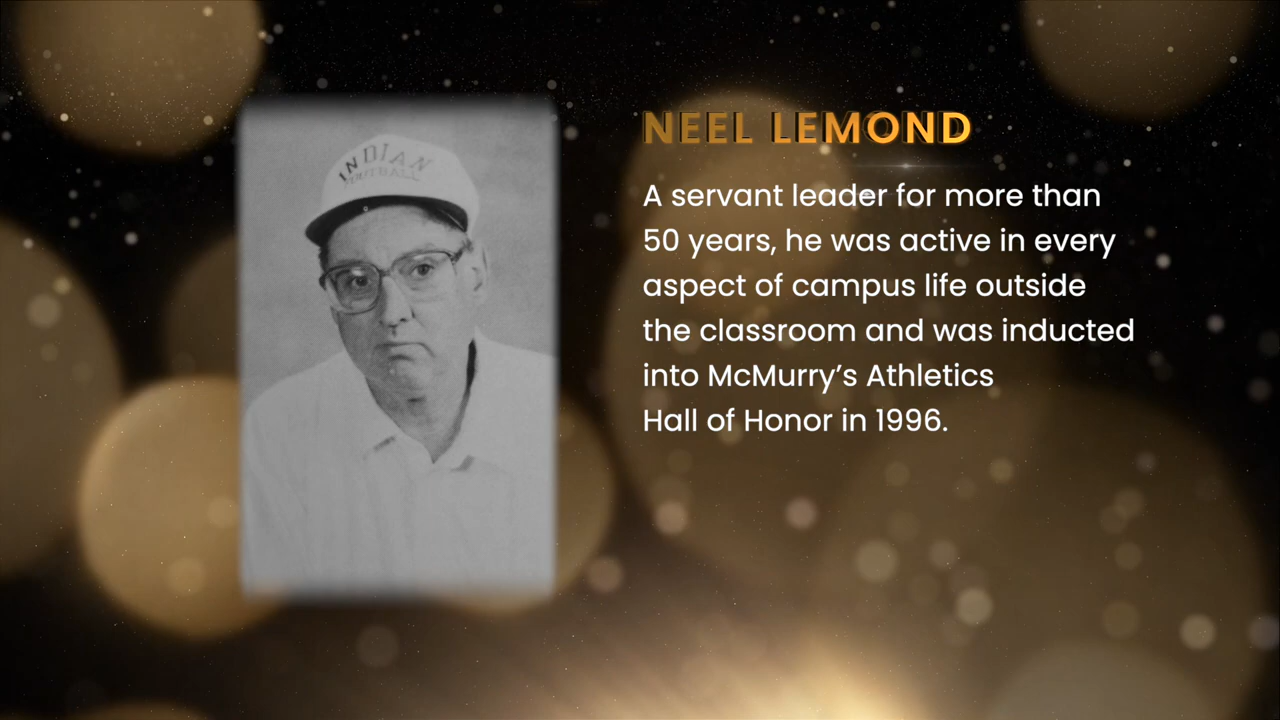 INDIAN
FOOTBALL
NEEL LEMOND
A servant leader for more than
50 years, he was active in every
aspect of campus life outside
the classroom and was inducted
into McMurry’s Athletics
Hall of Honor in 1996.